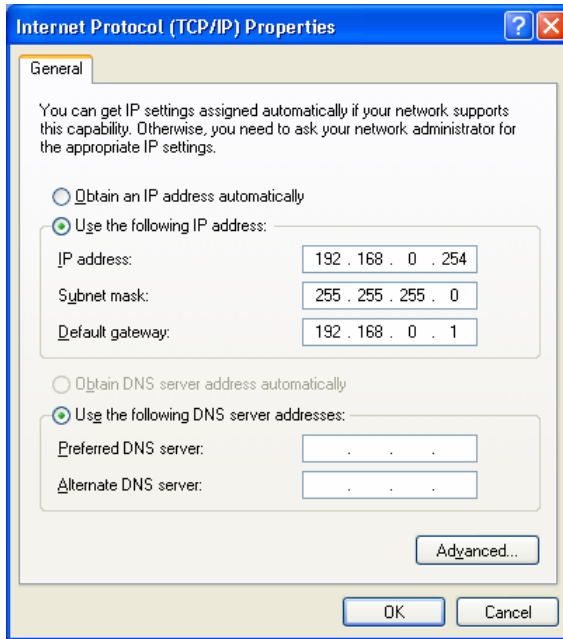 Internet Protocol (TCP/IP) Properties
General
You can get IP settings assigned automatically if your network supports
this capability. Otherwise, you need to ask your network administrator for
the appropriate IP settings.
Obtain an IP address automatically
Use the following IP address:
IP address: 192 . 168 . 0 . 254
Subnet mask: 255 . 255 . 255 . 0
Default gateway: 192 . 168 . 0 . 1
Obtain DNS server address automatically
Use the following DNS server addresses:
Preferred DNS server: . . .
Alternate DNS server: . . .
Advanced...
OK Cancel